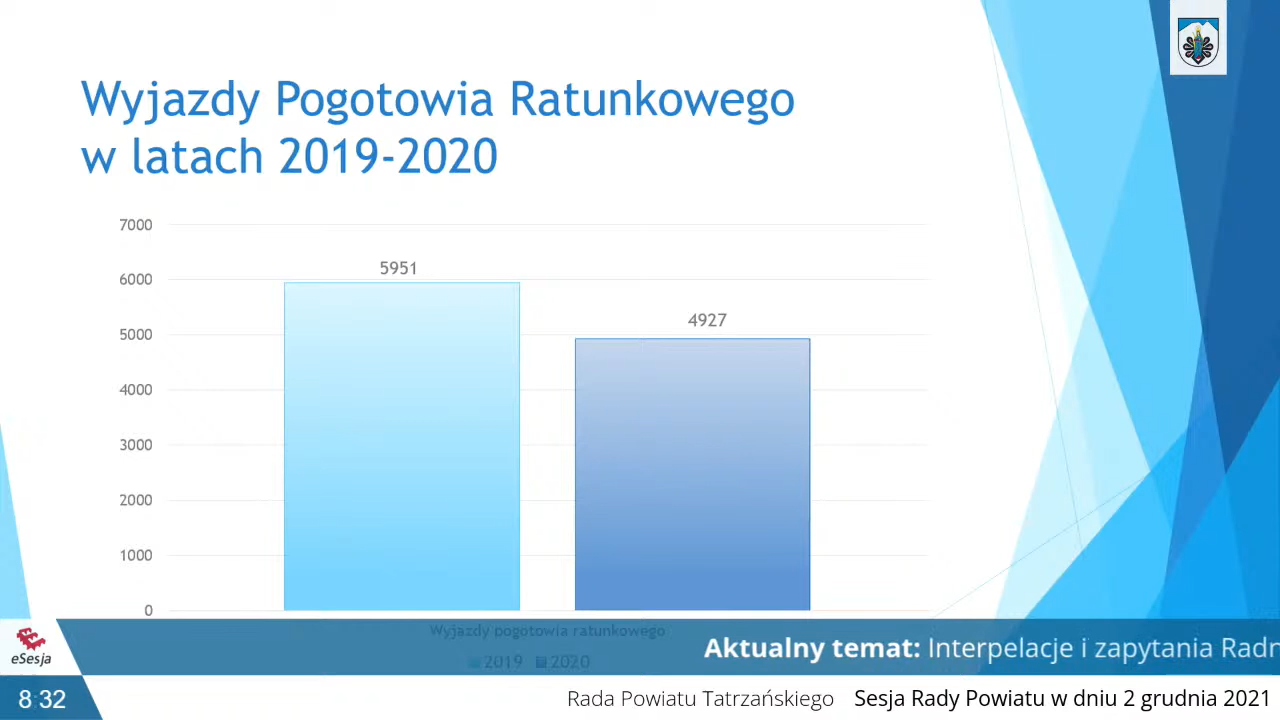 Wyjazdy Pogotowia Ratunkowego
w latach 2019-2020
7000
6000
5000
4000
3000
2000
1000
0
5951
4927
Wyjazdy pogotowia ratunkowego
2019 2020
eSesja
Aktualny temat: Interpelacje i zapytania Radn
8:32
Rada Powiatu Tatrzańskiego Sesja Rady Powiatu w dniu 2 grudnia 2021